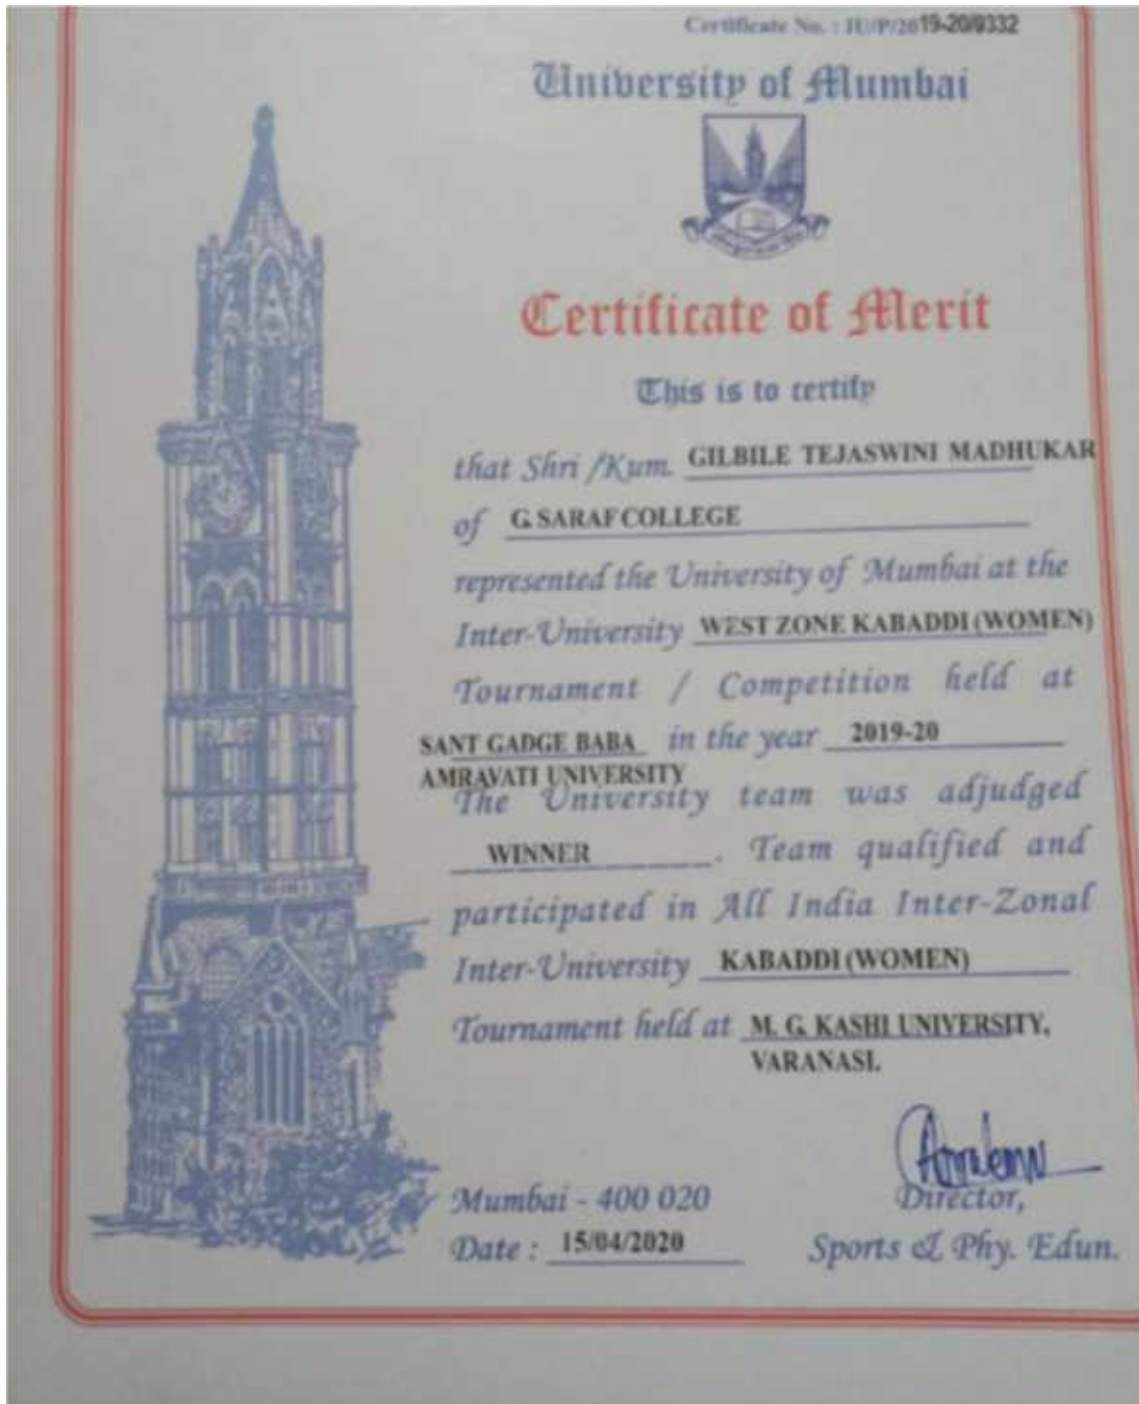 Certificate No. : IU/P/2019-20/9332
University of Mumbai
Certificate of Merit
This is to certify
that Shri /Kum. GILBILE TEJASWINI MADHUKAR
of G. SARAF COLLEGE
represented the University of Mumbai at the
Inter-University WEST ZONE KABADDI (WOMEN)
Tournament / Competition held at
SANT GADGE BABA in the year 2019-20
AMRAVATI UNIVERSITY
The University team was adjudged
WINNER. Team qualified and
participated in All India Inter-Zonal
Inter-University KABADDI (WOMEN)
Tournament held at M. G. KASHI UNIVERSITY,
VARANASI.
Mumbai - 400 020
Director,
Date : 15/04/2020
Sports & Phy. Edun.